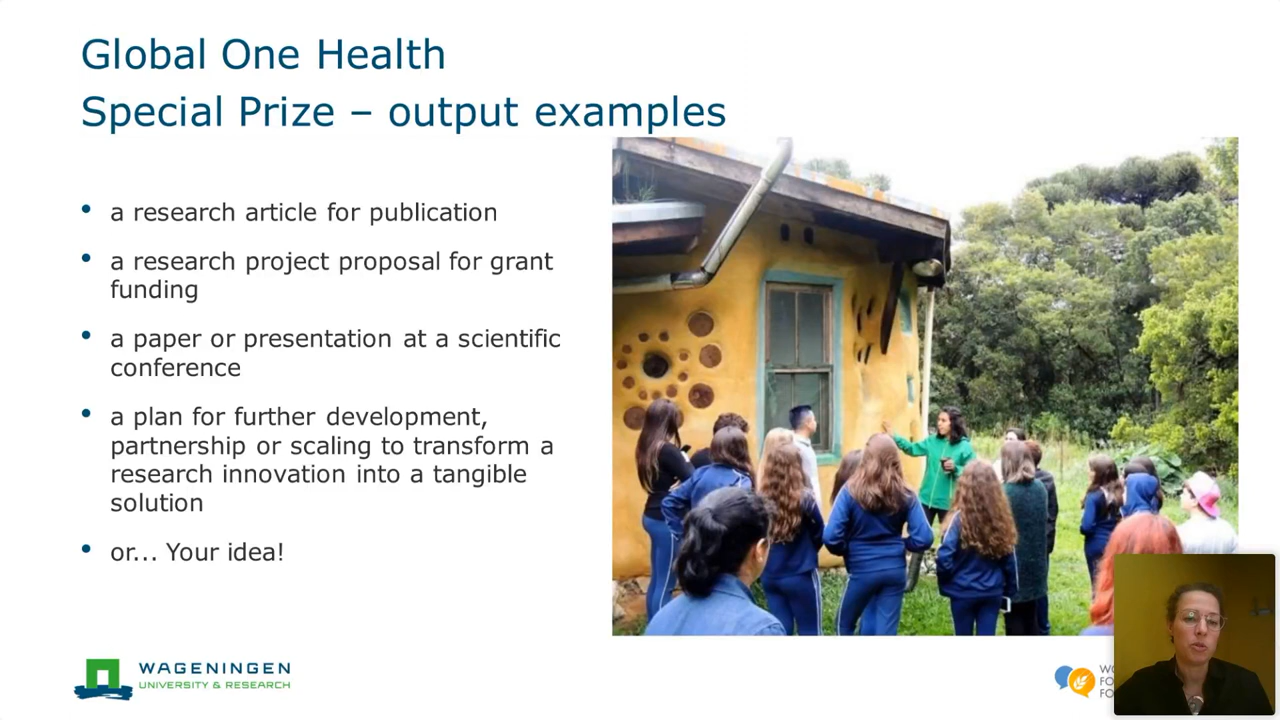 Global One Health
Special Prize – output examples
• a research article for publication
• a research project proposal for grant
funding
• a paper or presentation at a scientific
conference
• a plan for further development,
partnership or scaling to transform a
research innovation into a tangible
solution
• or... Your idea!
WAGENINGEN
UNIVERSITY & RESEARCH